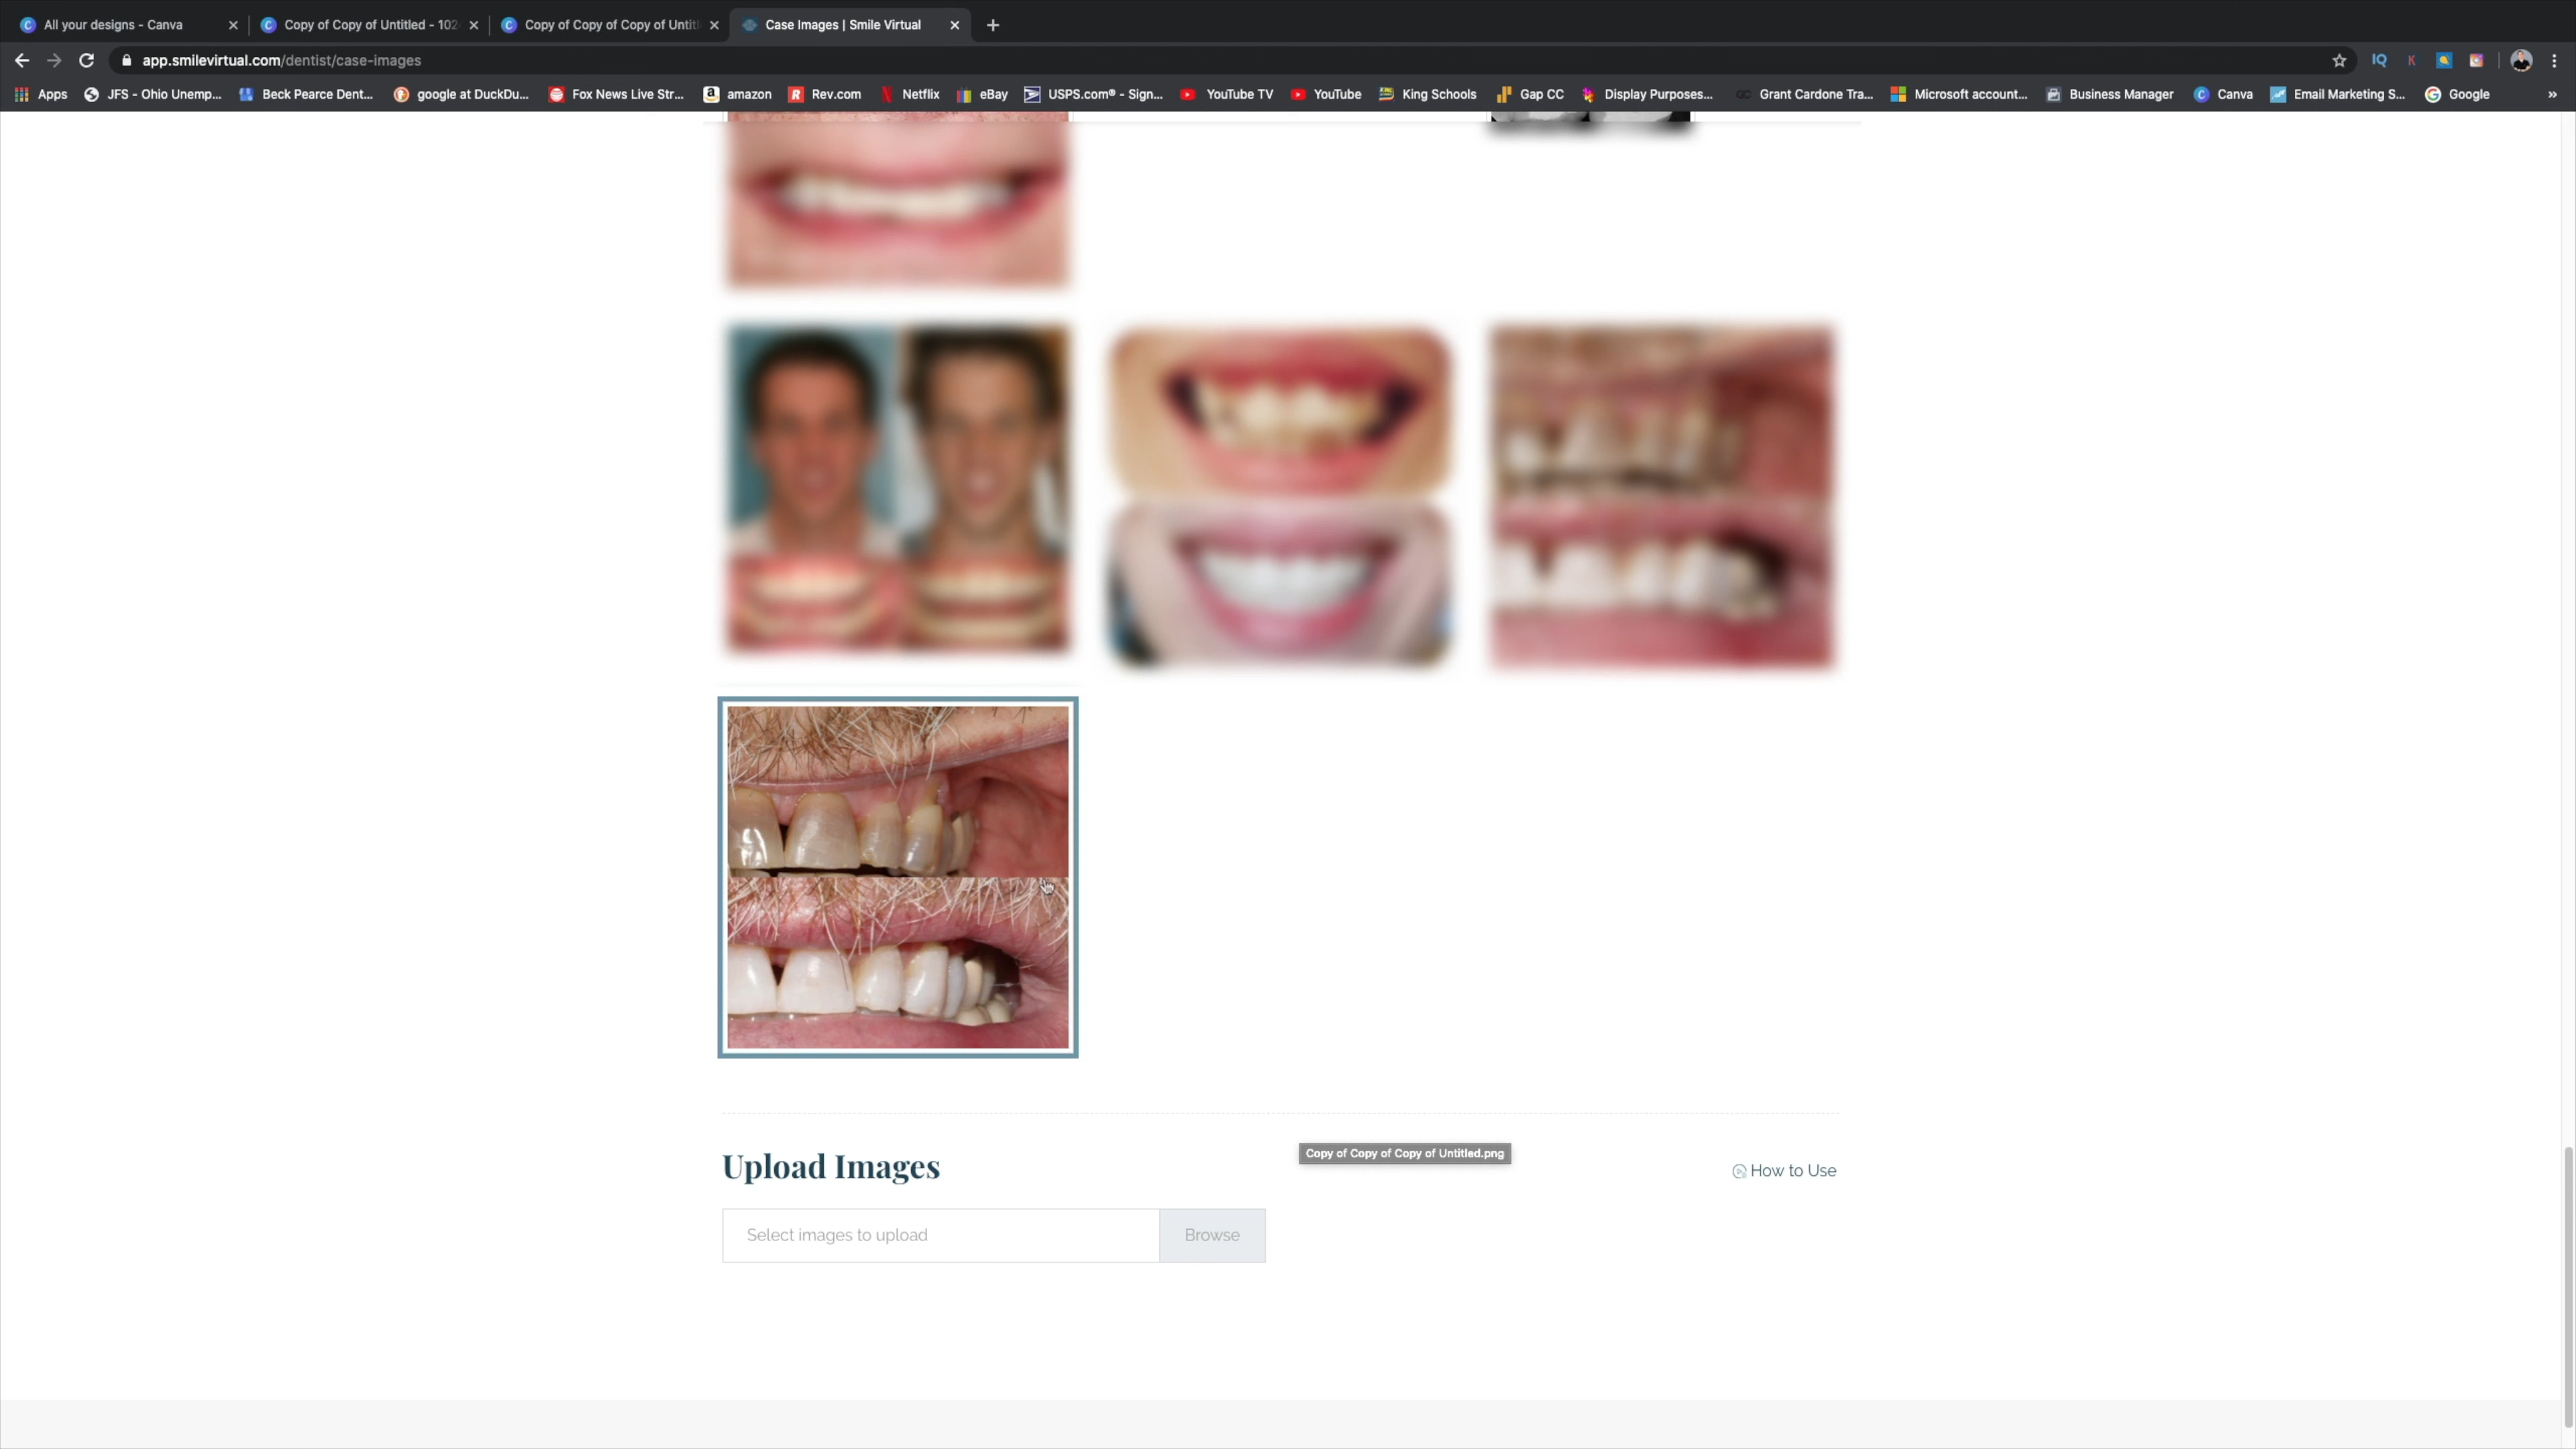 All your designs - Canva
Copy of Copy of Untitled - 102
Copy of Copy of Copy of Untitl
Case Images | Smile Virtual
app.smilevirtual.com/dentist/case-images
Apps JFS - Ohio Unemp... Beck Pearce Dent... google at DuckDu... Fox News Live Str... amazon Rev.com Netflix eBay USPS.com® - Sign... YouTube TV YouTube King Schools Gap CC Display Purposes... Grant Cardone Tra... Microsoft account... Business Manager Canva Email Marketing S... Google »
Copy of Copy of Copy of Untitled.png
Upload Images
How to Use
Select images to upload
Browse